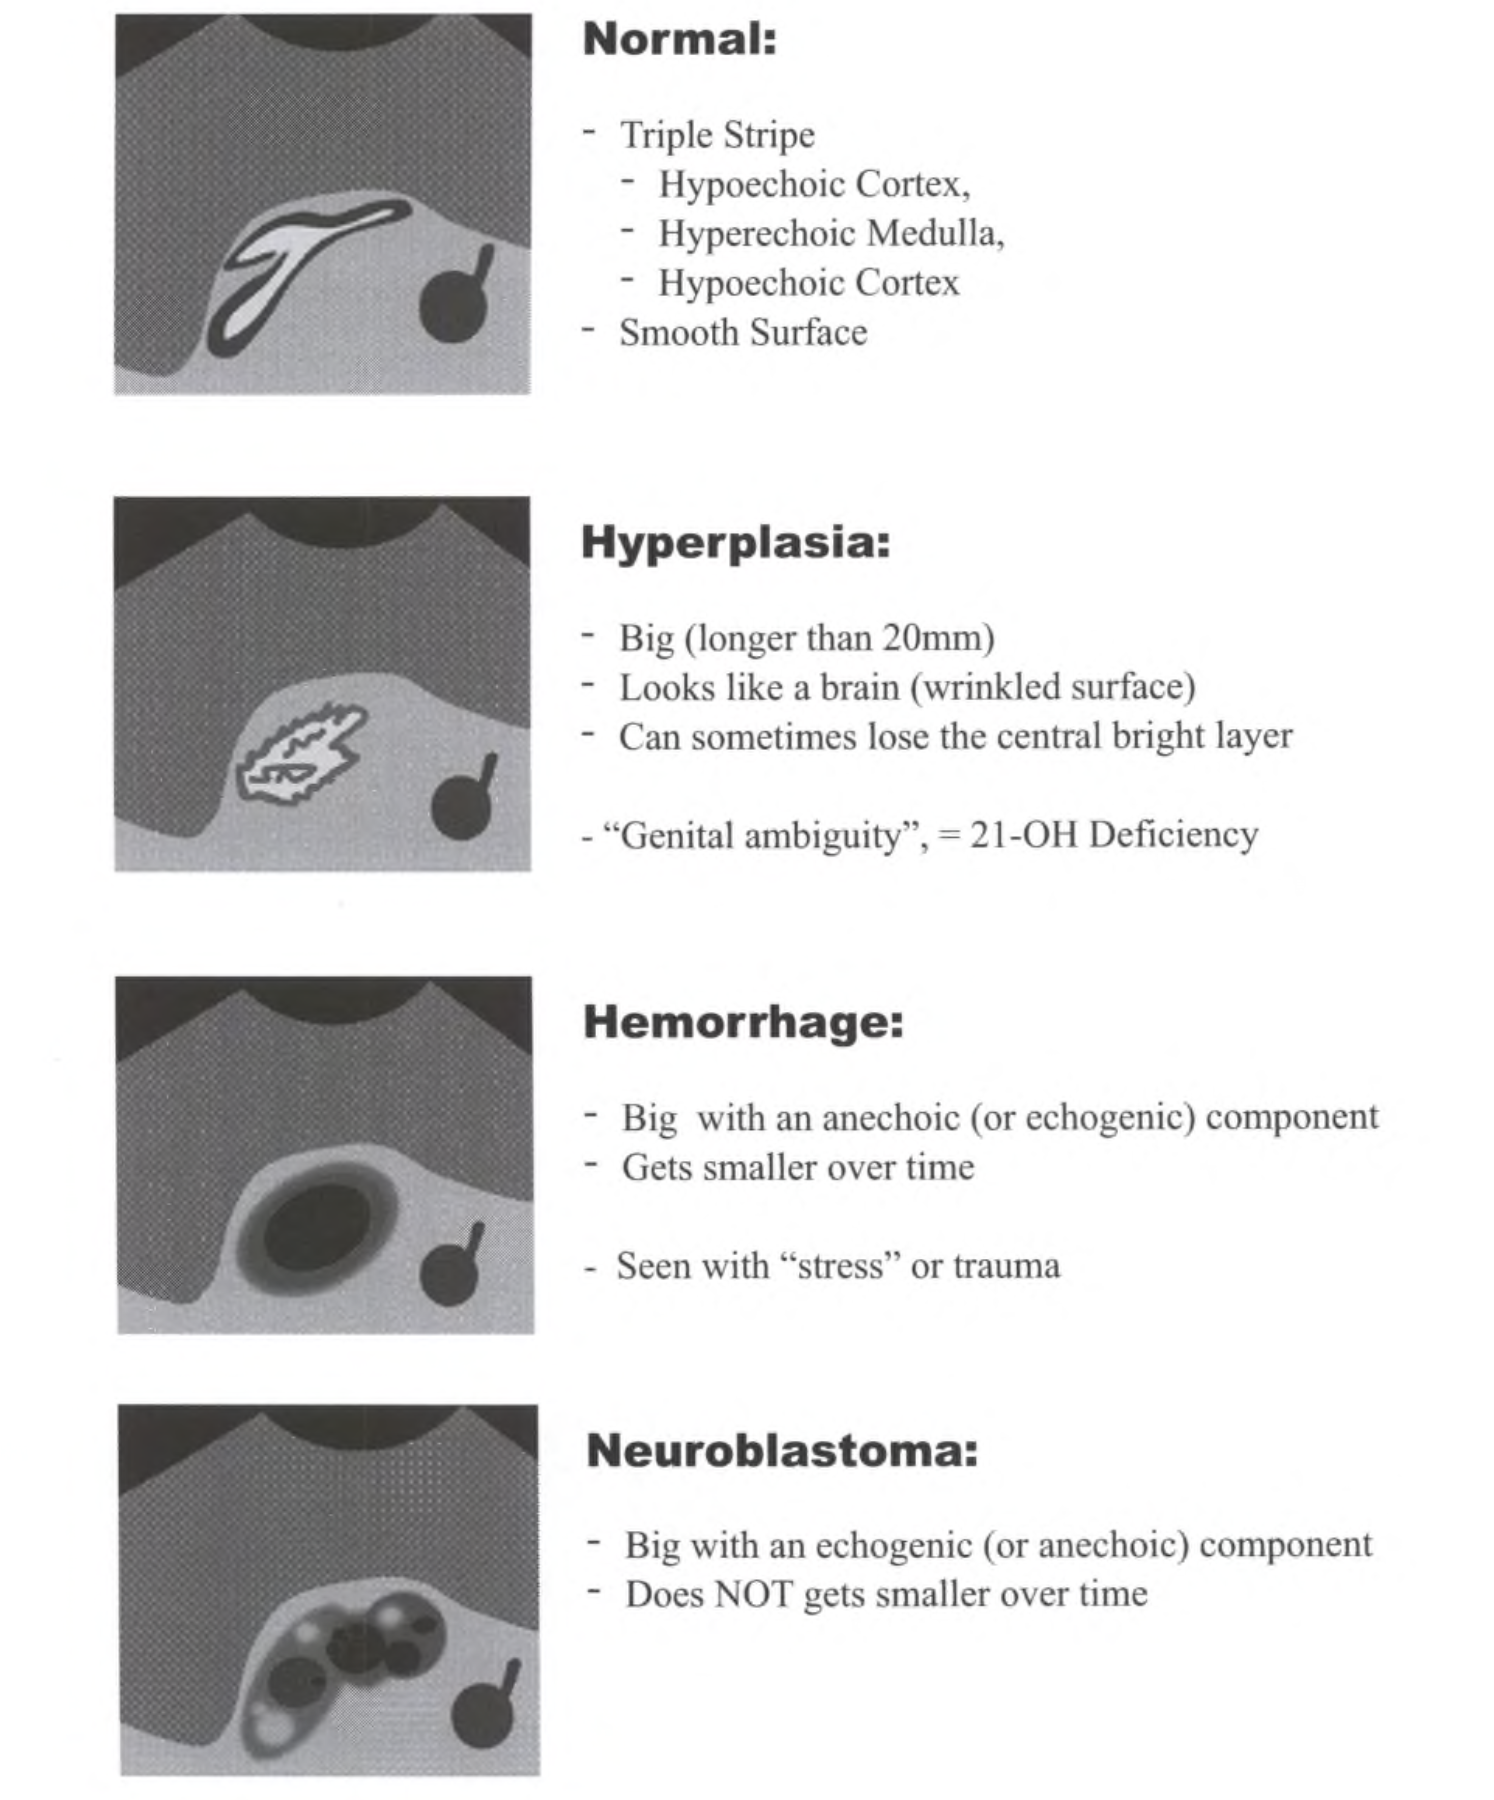 Normal:
- Triple Stripe
- Hypoechoic Cortex,
- Hyperechoic Medulla,
- Hypoechoic Cortex
- Smooth Surface
Hyperplasia:
- Big (longer than 20mm)
- Looks like a brain (wrinkled surface)
- Can sometimes lose the central bright layer
- “Genital ambiguity”, = 21-OH Deficiency
Hemorrhage:
- Big with an anechoic (or echogenic) component
- Gets smaller over time
- Seen with “stress” or trauma
Neuroblastoma:
- Big with an echogenic (or anechoic) component
- Does NOT gets smaller over time